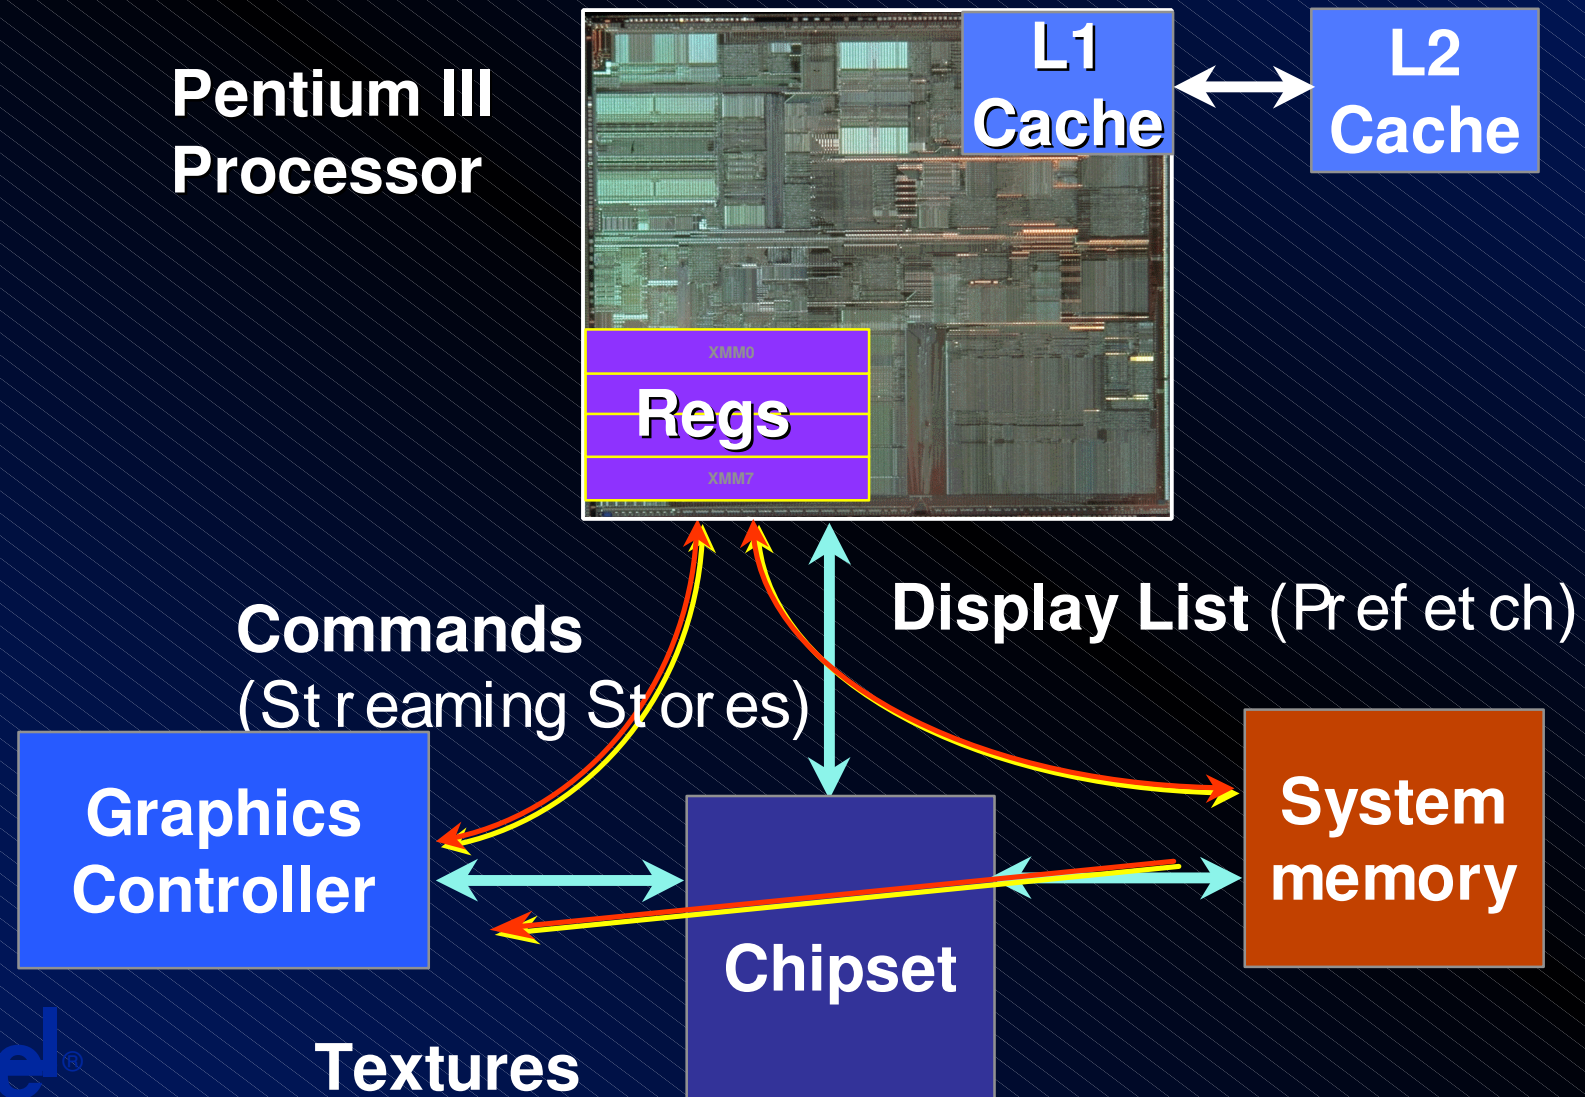 Pentium III
Processor
L1
Cache
L2
Cache
XMM0
Regs
XMM7
Display List (Prefetch)
Commands
(Streaming Stores)
Graphics
Controller
System
memory
Chipset
Textures
el®